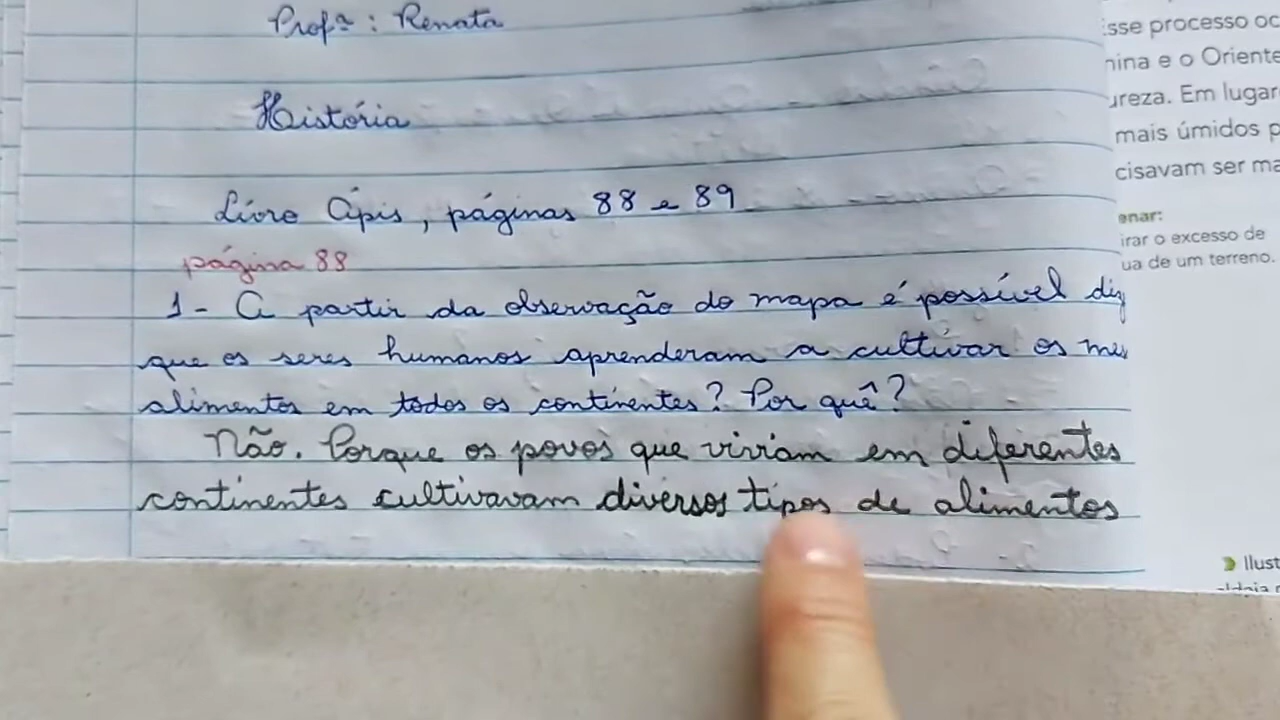 Profª : Renata
História
Livro Ápis, páginas 88 e 89
página 88
1- A partir da observação do mapa é possível diz
que os seres humanos aprenderam a cultivar os
alimentos em todos os continentes? Por quê?
Não. Porque os povos que viviam em diferentes
continentes cultivavam diversos tipos de alimentos
sse processo oc
nina e o Oriente
ureza. Em lugar
mais úmidos p
cisavam ser ma
enar:
irar o excesso de
ua de um terreno.
Ilust